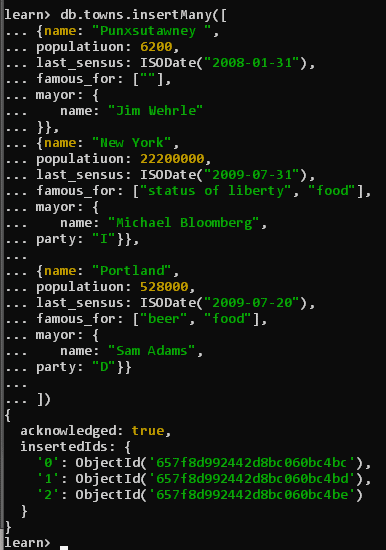 learn> db.towns.insertMany([
... {name: "Punxsutawney ",
... populatiuon: 6200,
... last_sensus: ISODate("2008-01-31"),
... famous_for: [""],
... mayor: {
...    name: "Jim Wehrle"
... }},
... {name: "New York",
... populatiuon: 22200000,
... last_sensus: ISODate("2009-07-31"),
... famous_for: ["status of liberty", "food"],
... mayor: {
...    name: "Michael Bloomberg",
... party: "I"}},
...
... {name: "Portland",
... populatiuon: 528000,
... last_sensus: ISODate("2009-07-20"),
... famous_for: ["beer", "food"],
... mayor: {
...    name: "Sam Adams",
... party: "D"}}
...
... ])
{
  acknowledged: true,
  insertedIds: {
    '0': ObjectId('657f8d992442d8bc060bc4bc'),
    '1': ObjectId('657f8d992442d8bc060bc4bd'),
    '2': ObjectId('657f8d992442d8bc060bc4be')
  }
}
learn>